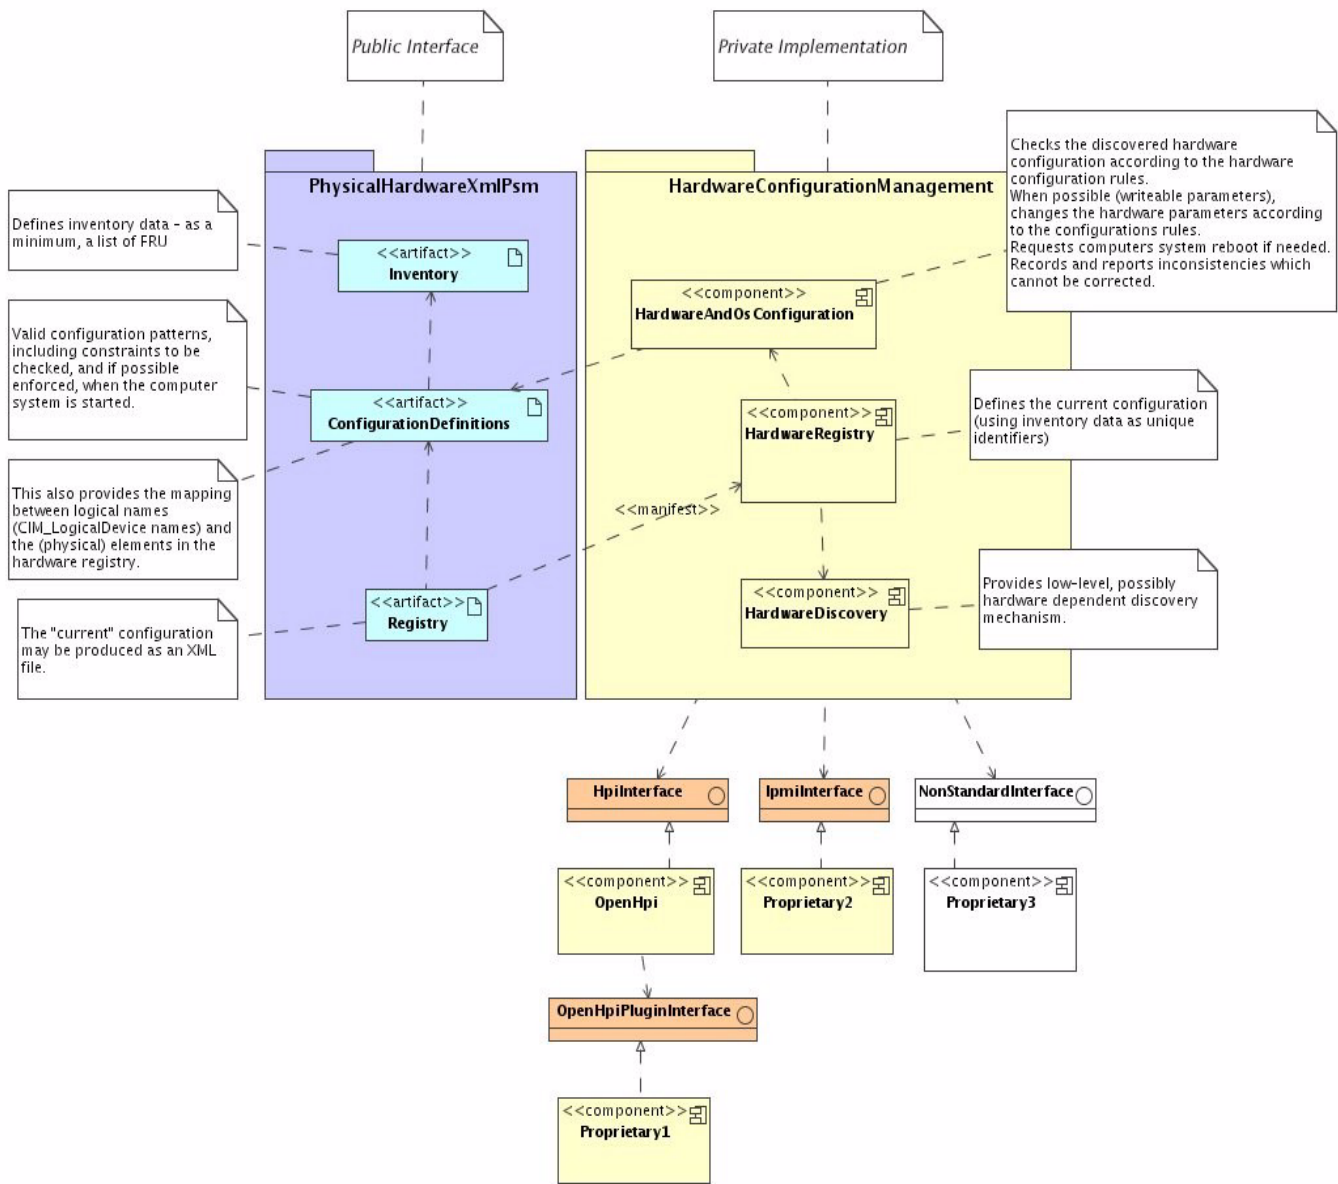 Public Interface
Private Implementation
Checks the discovered hardware
configuration according to the hardware
configuration rules.
When possible (writeable parameters),
changes the hardware parameters according
to the configurations rules.
Requests computers system reboot if needed.
Records and reports inconsistencies which
cannot be corrected.
PhysicalHardwareXmlPsm
HardwareConfigurationManagement
Defines inventory data - as a
minimum, a list of FRU
<<artifact>>
Inventory
<<component>>
HardwareAndOsConfiguration
Valid configuration patterns,
including constraints to be
checked, and if possible
enforced, when the computer
system is started.
<<artifact>>
ConfigurationDefinitions
<<component>>
HardwareRegistry
Defines the current configuration
(using inventory data as unique
identifiers)
This also provides the mapping
between logical names
(CIM_LogicalDevice names) and
the (physical) elements in the
hardware registry.
<<manifest>>
<<artifact>>
Registry
<<component>>
HardwareDiscovery
Provides low-level, possibly
hardware dependent discovery
mechanism.
The "current" configuration
may be produced as an XML
file.
HpiInterface
IpmiInterface
NonStandardInterface
<<component>>
OpenHpi
<<component>>
Proprietary2
<<component>>
Proprietary3
OpenHpiPluginInterface
<<component>>
Proprietary1